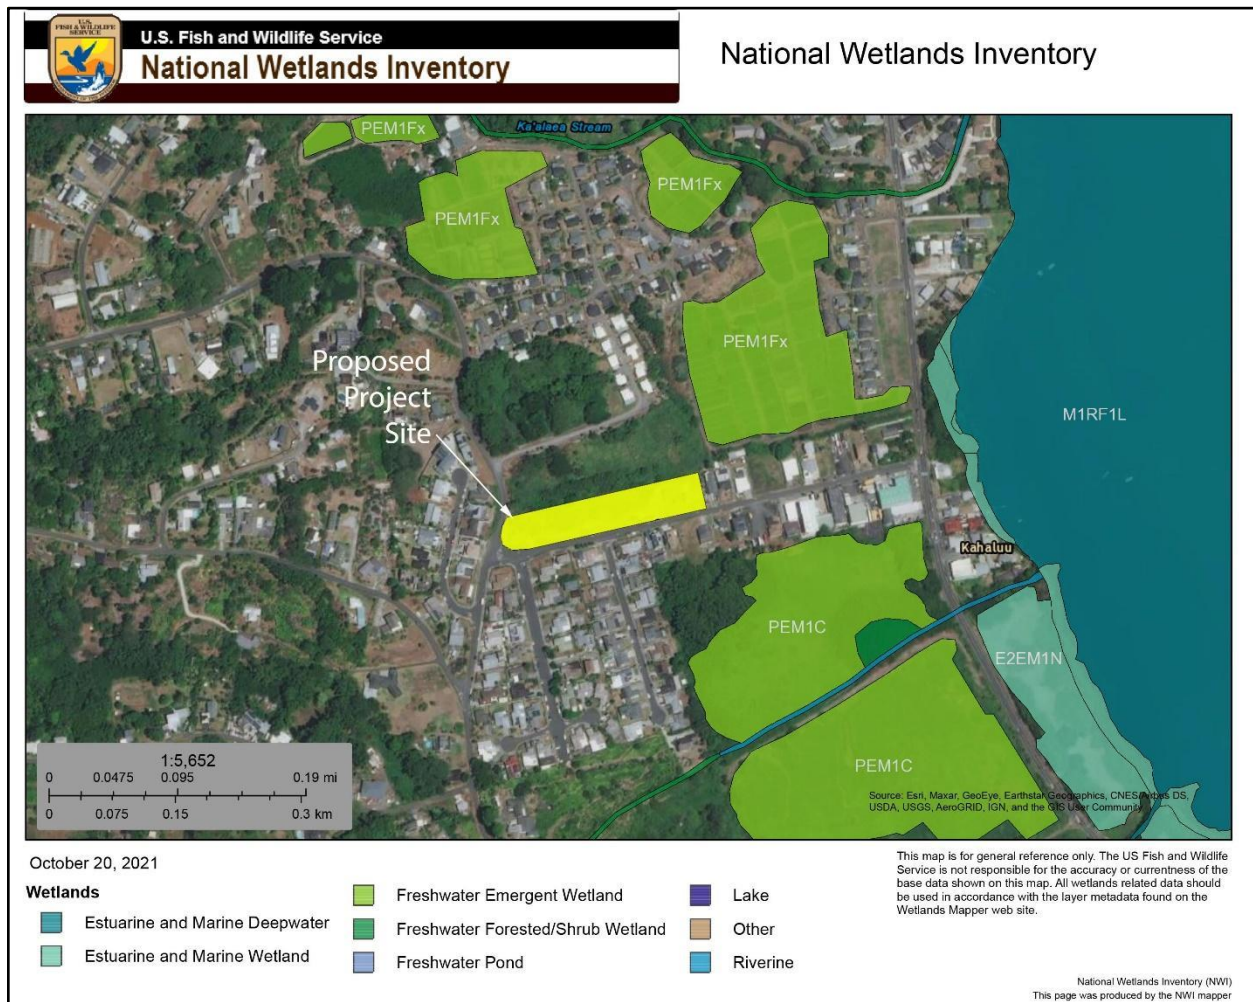 U.S.
FISH & WILDLIFE
SERVICE
U.S. Fish and Wildlife Service
National Wetlands Inventory
National Wetlands Inventory
PEM1Fx
Ka'alaea Stream
PEM1Fx
PEM1Fx
PEM1Fx
Proposed
Project
Site
M1RF1L
Kahaluu
PEM1C
E2EM1N
PEM1C
1:5,652
0 0.0475 0.095 0.19 mi
0 0.075 0.15 0.3 km
Source: Esri, Maxar, GeoEye, Earthstar Geographics, CNES/Airbus DS,
USDA, USGS, AeroGRID, IGN, and the GIS User Community
October 20, 2021
Wetlands
Estuarine and Marine Deepwater
Estuarine and Marine Wetland
Freshwater Emergent Wetland
Freshwater Forested/Shrub Wetland
Freshwater Pond
Lake
Other
Riverine
This map is for general reference only. The US Fish and Wildlife
Service is not responsible for the accuracy or currentness of the
base data shown on this map. All wetlands related data should
be used in accordance with the layer metadata found on the
Wetlands Mapper web site.
National Wetlands Inventory (NWI)
This page was produced by the NWI mapper